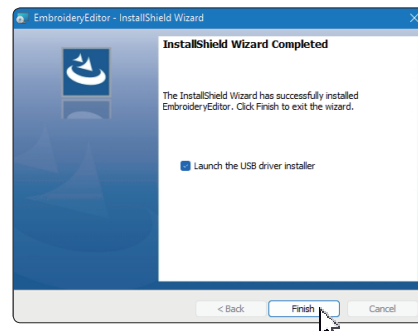 EmbroideryEditor - InstallShield Wizard
InstallShield Wizard Completed
The InstallShield Wizard has successfully installed
EmbroideryEditor. Click Finish to exit the wizard.
Launch the USB driver installer
< Back
Finish
Cancel